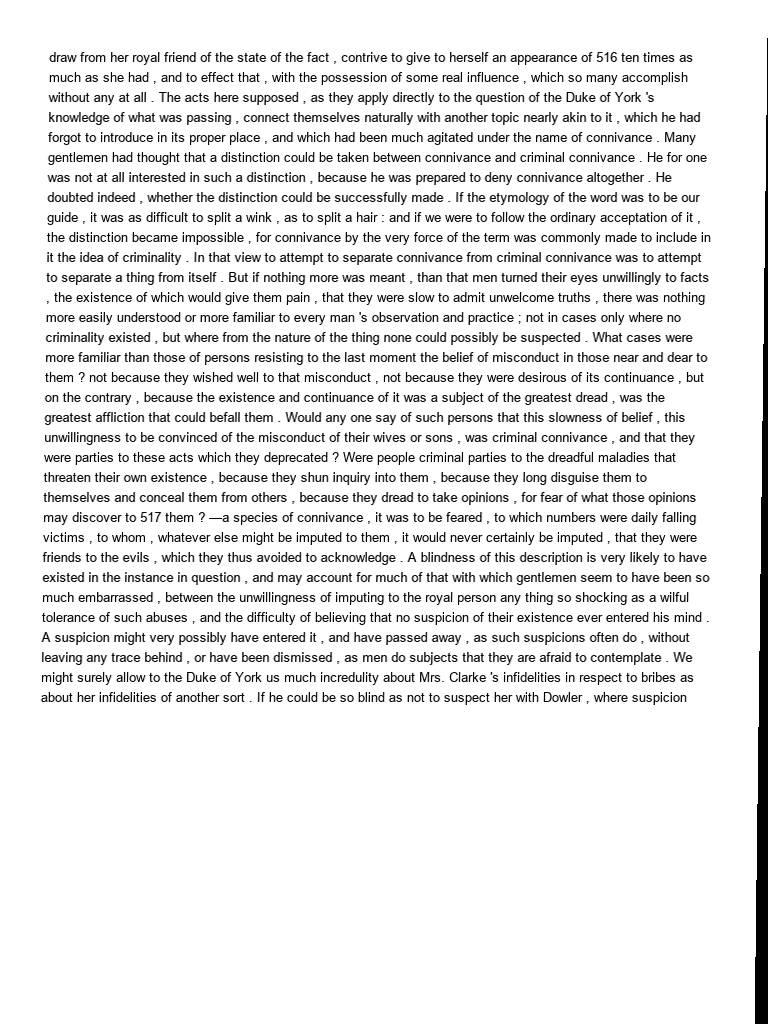 draw from her royal friend of the state of the fact , contrive to give to herself an appearance of 516 ten times as
much as she had , and to effect that , with the possession of some real influence , which so many accomplish
without any at all . The acts here supposed , as they apply directly to the question of the Duke of York 's
knowledge of what was passing , connect themselves naturally with another topic nearly akin to it , which he had
forgot to introduce in its proper place , and which had been much agitated under the name of connivance . Many
gentlemen had thought that a distinction could be taken between connivance and criminal connivance . He for one
was not at all interested in such a distinction , because he was prepared to deny connivance altogether . He
doubted indeed , whether the distinction could be successfully made . If the etymology of the word was to be our
guide , it was as difficult to split a wink , as to split a hair : and if we were to follow the ordinary acceptation of it ,
the distinction became impossible , for connivance by the very force of the term was commonly made to include in
it the idea of criminality . In that view to attempt to separate connivance from criminal connivance was to attempt
to separate a thing from itself . But if nothing more was meant , than that men turned their eyes unwillingly to facts
, the existence of which would give them pain , that they were slow to admit unwelcome truths , there was nothing
more easily understood or more familiar to every man 's observation and practice ; not in cases only where no
criminality existed , but where from the nature of the thing none could possibly be suspected . What cases were
more familiar than those of persons resisting to the last moment the belief of misconduct in those near and dear to
them ? not because they wished well to that misconduct , not because they were desirous of its continuance , but
on the contrary , because the existence and continuance of it was a subject of the greatest dread , was the
greatest affliction that could befall them . Would any one say of such persons that this slowness of belief , this
unwillingness to be convinced of the misconduct of their wives or sons , was criminal connivance , and that they
were parties to these acts which they deprecated ? Were people criminal parties to the dreadful maladies that
threaten their own existence , because they shun inquiry into them , because they long disguise them to
themselves and conceal them from others , because they dread to take opinions , for fear of what those opinions
may discover to 517 them ? —a species of connivance , it was to be feared , to which numbers were daily falling
victims , to whom , whatever else might be imputed to them , it would never certainly be imputed , that they were
friends to the evils , which they thus avoided to acknowledge . A blindness of this description is very likely to have
existed in the instance in question , and may account for much of that with which gentlemen seem to have been so
much embarrassed , between the unwillingness of imputing to the royal person any thing so shocking as a wilful
tolerance of such abuses , and the difficulty of believing that no suspicion of their existence ever entered his mind .
A suspicion might very possibly have entered it , and have passed away , as such suspicions often do , without
leaving any trace behind , or have been dismissed , as men do subjects that they are afraid to contemplate . We
might surely allow to the Duke of York us much incredulity about Mrs. Clarke 's infidelities in respect to bribes as
about her infidelities of another sort . If he could be so blind as not to suspect her with Dowler , where suspicion